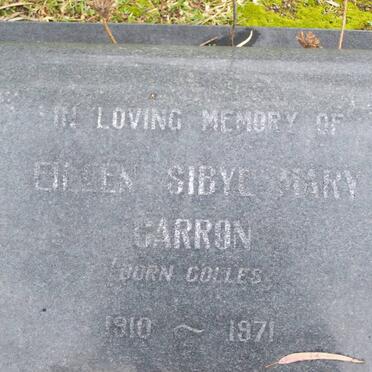 IN LOVING MEMORY OF
EILEEN SIBYL MARY
CARRON
(BORN COLLES)
1910 ~ 1971